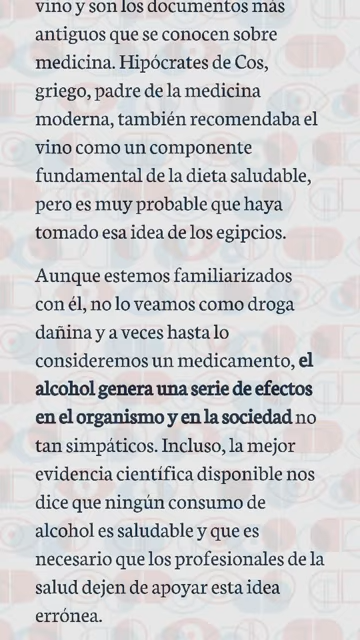 vino y son los documentos más
antiguos que se conocen sobre
medicina. Hipócrates de Cos,
griego, padre de la medicina
moderna, también recomendaba el
vino como un componente
fundamental de la dieta saludable,
pero es muy probable que haya
tomado esa idea de los egipcios.
Aunque estemos familiarizados
con él, no lo veamos como droga
dañina y a veces hasta lo
consideremos un medicamento, el
alcohol genera una serie de efectos
en el organismo y en la sociedad no
tan simpáticos. Incluso, la mejor
evidencia científica disponible nos
dice que ningún consumo de
alcohol es saludable y que es
necesario que los profesionales de la
salud dejen de apoyar esta idea
errónea.